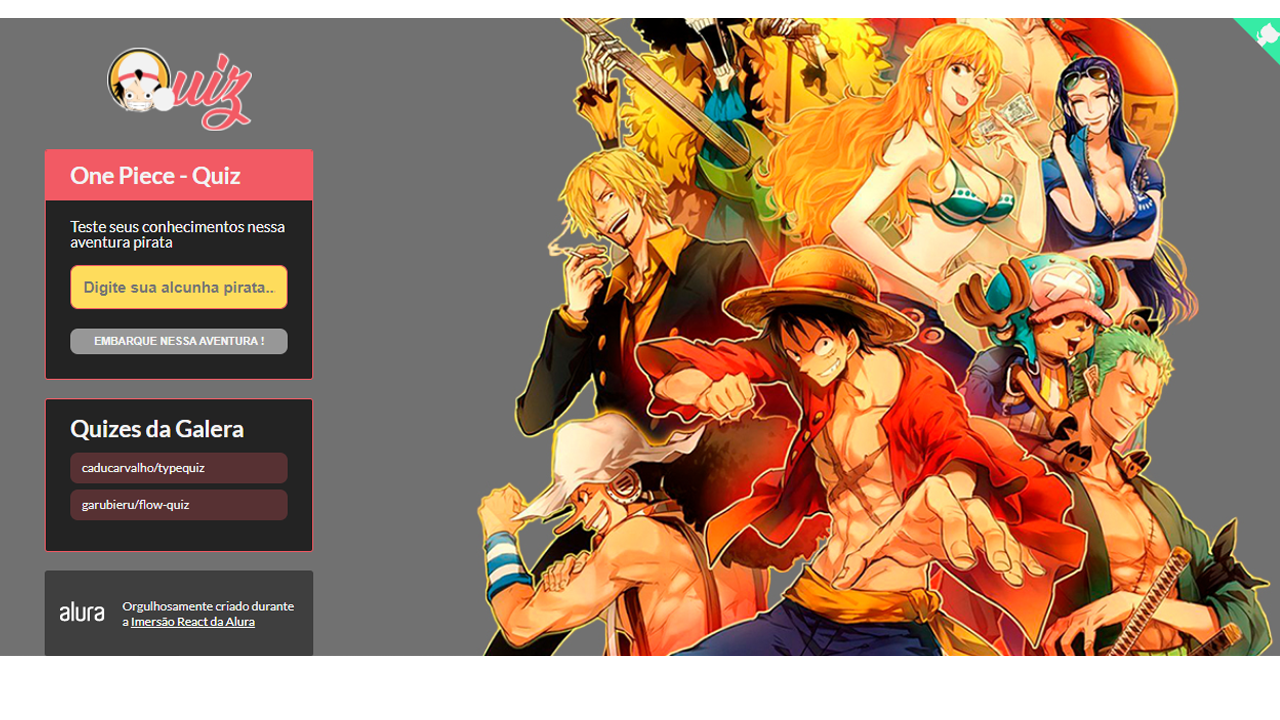 Quiz
One Piece - Quiz
Teste seus conhecimentos nessa
aventura pirata
Digite sua alcunha pirata...
EMBARQUE NESSA AVENTURA !
Quizes da Galera
caducarvalho/typequiz
garubieru/flow-quiz
alura
Orgulhosamente criado durante
a Imersão React da Alura